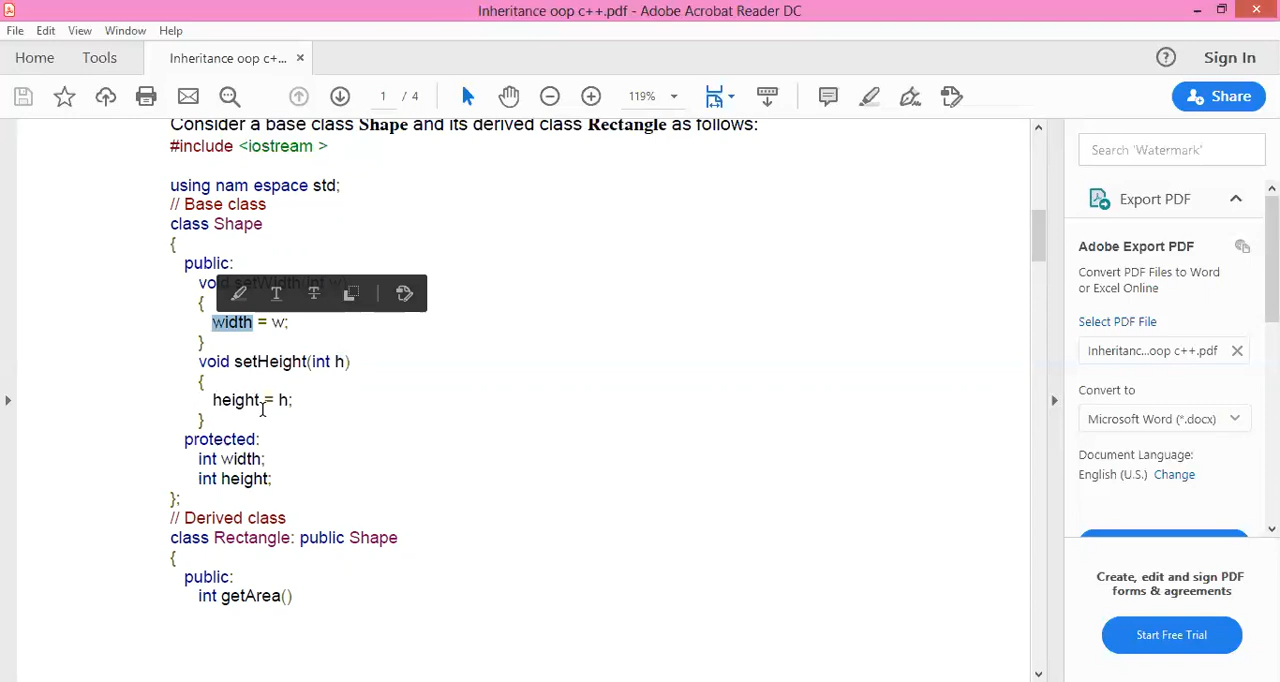 Inheritance oop c++.pdf - Adobe Acrobat Reader DC
File Edit View Window Help
Home Tools Inheritance oop c+... × Sign In
1 / 4 119% Share
Consider a base class Shape and its derived class Rectangle as follows:
#include <iostream >
using nam espace std;
// Base class
class Shape
{
public:
void setWidth(int w)
{
width = w;
}
void setHeight(int h)
{
height = h;
}
protected:
int width;
int height;
};
// Derived class
class Rectangle: public Shape
{
public:
int getArea()
Search 'Watermark'
Export PDF
Adobe Export PDF
Convert PDF Files to Word
or Excel Online
Select PDF File
Inheritanc...oop c++.pdf
Convert to
Microsoft Word (*.docx)
Document Language:
English (U.S.) Change
Create, edit and sign PDF
forms & agreements
Start Free Trial